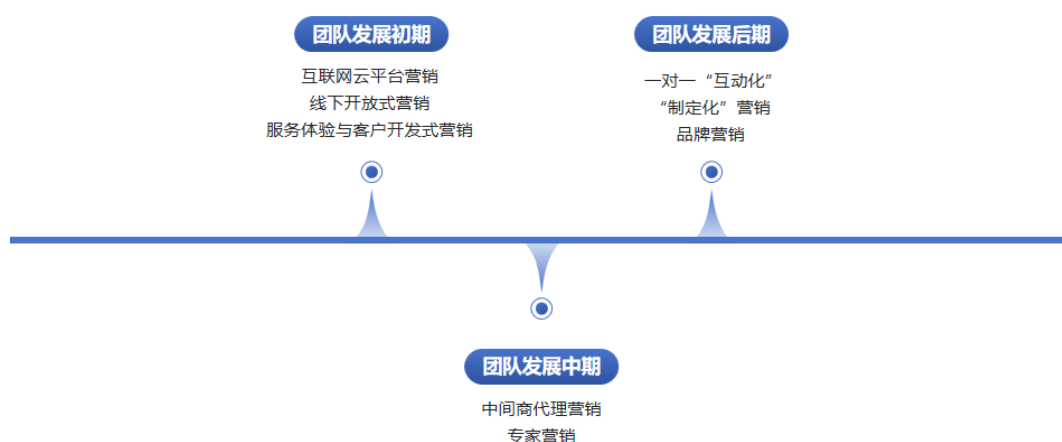 团队发展初期
互联网云平台营销
线下开放式营销
服务体验与客户开发式营销
团队发展后期
一对一“互动化”
“制定化”营销
品牌营销
团队发展中期
中间商代理营销
专家营销